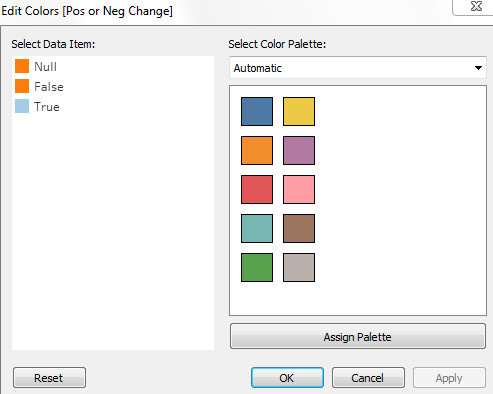 Edit Colors [Pos or Neg Change]
Select Data Item:
Null
False
True
Select Color Palette:
Automatic
Assign Palette
Reset
OK
Cancel
Apply